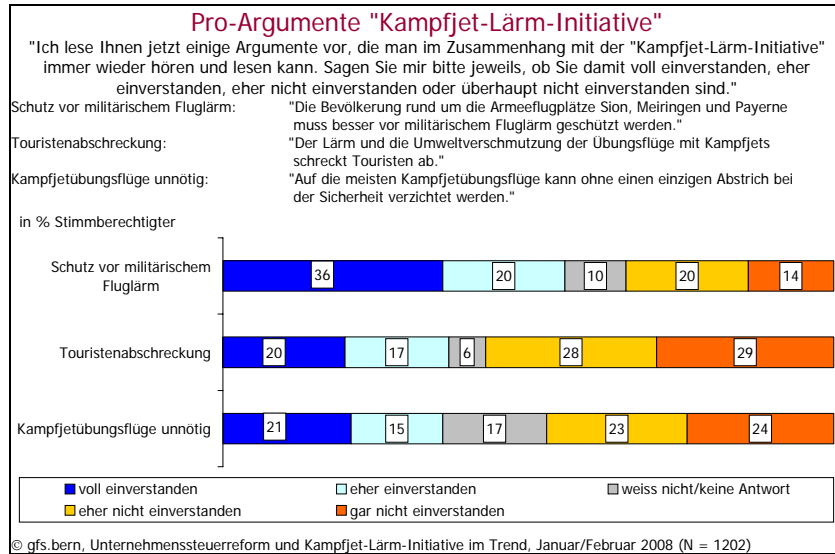 Pro-Argumente "Kampfjet-Lärm-Initiative"
"Ich lese Ihnen jetzt einige Argumente vor, die man im Zusammenhang mit der "Kampfjet-Lärm-Initiative"
immer wieder hören und lesen kann. Sagen Sie mir bitte jeweils, ob Sie damit voll einverstanden, eher
einverstanden, eher nicht einverstanden oder überhaupt nicht einverstanden sind."
Schutz vor militärischem Fluglärm: "Die Bevölkerung rund um die Armeeflugplätze Sion, Meiringen und Payerne
muss besser vor militärischem Fluglärm geschützt werden."
Touristenabschreckung: "Der Lärm und die Umweltverschmutzung der Übungsflüge mit Kampfjets
schreckt Touristen ab."
Kampfjetübungsflüge unnötig: "Auf die meisten Kampfjetübungsflüge kann ohne einen einzigen Abstrich bei
der Sicherheit verzichtet werden."
in % Stimmberechtigter
Schutz vor militärischem
Fluglärm
36 20 10 20 14
Touristenabschreckung 20 17 6 28 29
Kampfjetübungsflüge unnötig 21 15 17 23 24
voll einverstanden eher einverstanden weiss nicht/keine Antwort
eher nicht einverstanden gar nicht einverstanden
© gfs.bern, Unternehmenssteuerreform und Kampfjet-Lärm-Initiative im Trend, Januar/Februar 2008 (N = 1202)